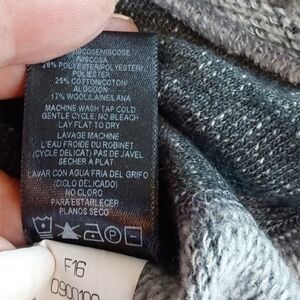 VISCOSE/VISCOSE
VISCOSA
28% POLYESTER/POLYESTER/
POLIESTER
25% COTTON/COTON/
ALGODON
17% WOOL/LAINE/LANA
MACHINE WASH TAP COLD
GENTLE CYCLE, NO BLEACH
LAY FLAT TO DRY
LAVAGE MACHINE
L'EAU FROIDE DU ROBINET
(CYCLE DELICAT) PAS DE JAVEL
SÉCHER A PLAT
LAVAR CON AGUA FRIA DEL GRIFO
(CICLO DELICADO)
NO CLORO
PARA ESTABLECER
PLANOS SECO
F16